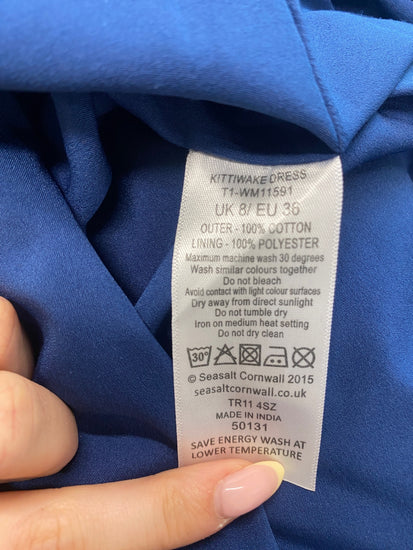 KITTIWAKE DRESS
T1-WM11591
UK 8/ EU 36
OUTER - 100% COTTON
LINING - 100% POLYESTER
Maximum machine wash 30 degrees
Wash similar colours together
Do not bleach
Avoid contact with light colour surfaces
Dry away from direct sunlight
Do not tumble dry
Iron on medium heat setting
Do not dry clean
30°
© Seasalt Cornwall 2015
seasaltcornwall.co.uk
TR11 4SZ
MADE IN INDIA
50131
SAVE ENERGY WASH AT
LOWER TEMPERATURE